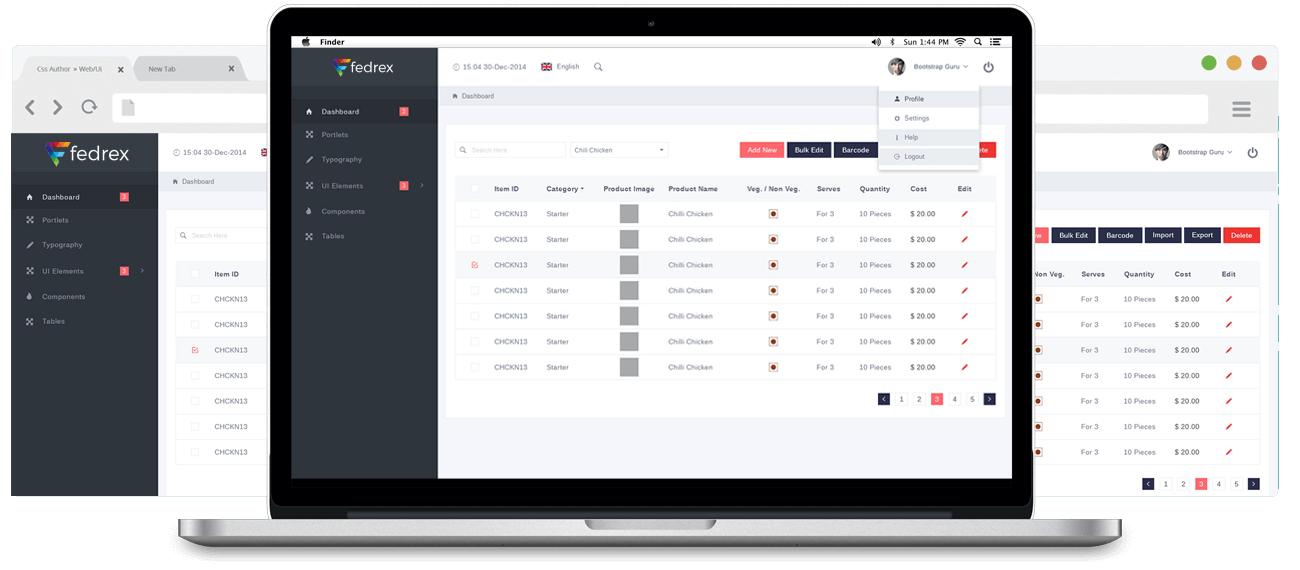 Finder
Sun 1:44 PM
Css Author > Web/Ui
New Tab
fedrex
15:04 30-Dec-2014
English
Bootstrap Guru
Dashboard
Profile
Settings
Help
Logout
Dashboard 3
Portlets
Typography
UI Elements 3
Components
Tables
Search Here
Chilli Chicken
Add New
Bulk Edit
Barcode
Item ID Category Product Image Product Name Veg. / Non Veg. Serves Quantity Cost Edit
CHCKN13 Starter Chilli Chicken For 3 10 Pieces $ 20.00
CHCKN13 Starter Chilli Chicken For 3 10 Pieces $ 20.00
CHCKN13 Starter Chilli Chicken For 3 10 Pieces $ 20.00
CHCKN13 Starter Chilli Chicken For 3 10 Pieces $ 20.00
CHCKN13 Starter Chilli Chicken For 3 10 Pieces $ 20.00
CHCKN13 Starter Chilli Chicken For 3 10 Pieces $ 20.00
CHCKN13 Starter Chilli Chicken For 3 10 Pieces $ 20.00
1 2 3 4 5
fedrex
15:04 30-Dec-2014
Dashboard
Dashboard 3
Portlets
Typography
UI Elements 3
Components
Tables
Search Here
Item ID
CHCKN13
CHCKN13
CHCKN13
CHCKN13
CHCKN13
CHCKN13
CHCKN13
Bootstrap Guru
Bulk Edit
Barcode
Import
Export
Delete
Non Veg. Serves Quantity Cost Edit
For 3 10 Pieces $ 20.00
For 3 10 Pieces $ 20.00
For 3 10 Pieces $ 20.00
For 3 10 Pieces $ 20.00
For 3 10 Pieces $ 20.00
For 3 10 Pieces $ 20.00
For 3 10 Pieces $ 20.00
1 2 3 4 5